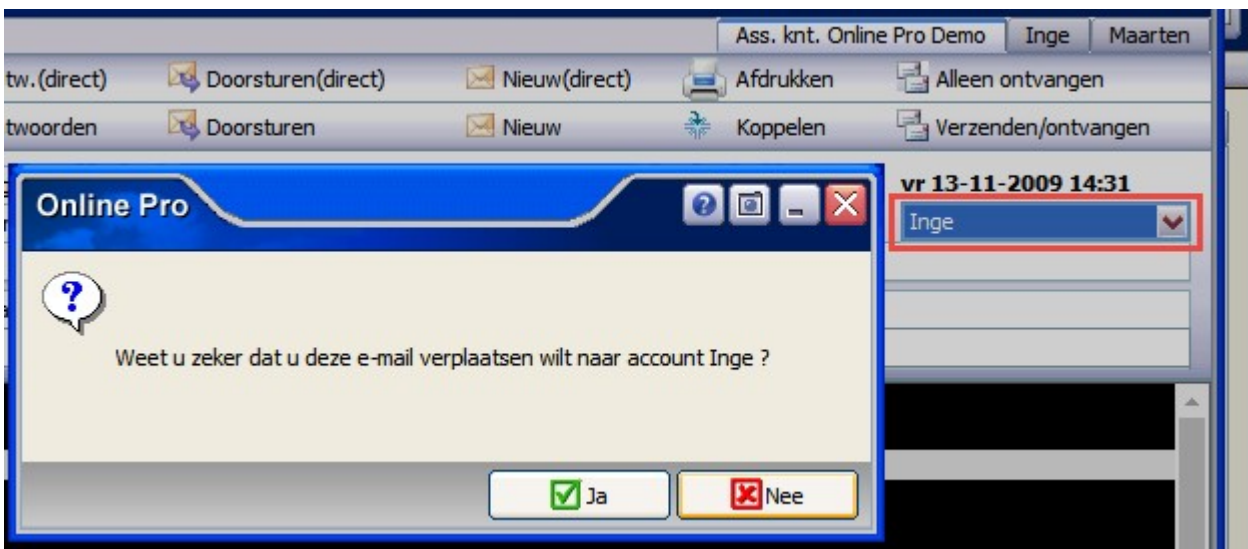 Ass. knt. Online Pro Demo Inge Maarten
tw.(direct) Doorsturen(direct) Nieuw(direct) Afdrukken Alleen ontvangen
twoorden Doorsturen Nieuw Koppelen Verzenden/ontvangen
vr 13-11-2009 14:31
Inge
Online Pro
Weet u zeker dat u deze e-mail verplaatsen wilt naar account Inge ?
Ja Nee